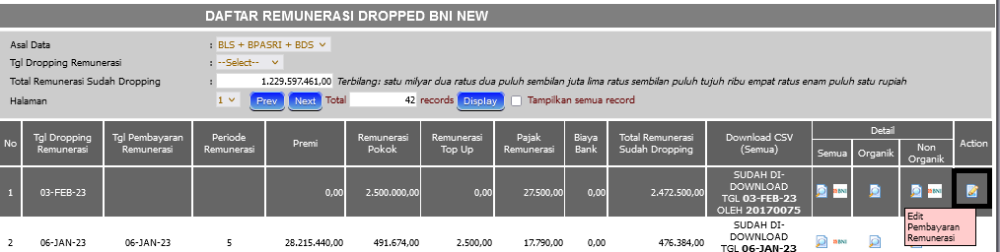 DAFTAR REMUNERASI DROPPED BNI NEW
Asal Data : BLS + BPASRI + BDS
Tgl Dropping Remunerasi : --Select--
Total Remunerasi Sudah Dropping : 1.229.597.461,00 Terbilang: satu milyar dua ratus dua puluh sembilan juta lima ratus sembilan puluh tujuh ribu empat ratus enam puluh satu rupiah
Halaman 1 Prev Next Total 42 records Display Tampilkan semua record
No Tgl Dropping Remunerasi Tgl Pembayaran Remunerasi Periode Remunerasi Premi Remunerasi Pokok Remunerasi Top Up Pajak Remunerasi Biaya Bank Total Remunerasi Sudah Dropping Download CSV (Semua) Detail Action
Semua Organik Non Organik
1 03-FEB-23 0,00 2.500.000,00 0,00 27.500,00 0,00 2.472.500,00 SUDAH DI-
DOWNLOAD
TGL 03-FEB-23
OLEH 20170075
BNI BNI
Edit
Pembayaran
Remunerasi
2 06-JAN-23 06-JAN-23 5 28.215.440,00 491.674,00 2.500,00 17.790,00 0,00 476.384,00 SUDAH DI-
DOWNLOAD
TGL 06-JAN-23
BNI